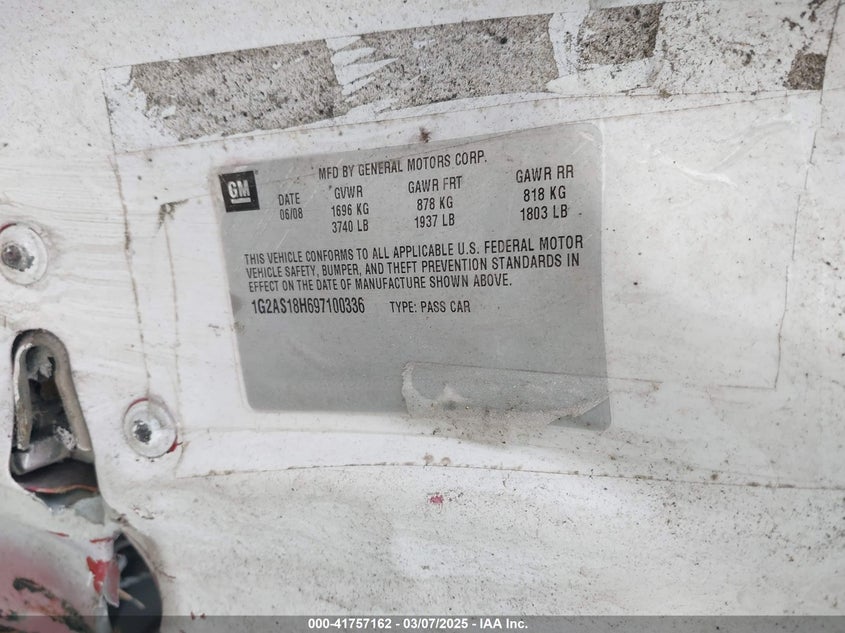 MFD BY GENERAL MOTORS CORP.
GM
DATE GVWR GAWR FRT GAWR RR
06/08 1696 KG 878 KG 818 KG
3740 LB 1937 LB 1803 LB
THIS VEHICLE CONFORMS TO ALL APPLICABLE U.S. FEDERAL MOTOR
VEHICLE SAFETY, BUMPER, AND THEFT PREVENTION STANDARDS IN
EFFECT ON THE DATE OF MANUFACTURE SHOWN ABOVE.
1G2AS18H697100336 TYPE: PASS CAR
000-41757162 — 03/07/2025 — IAA Inc.